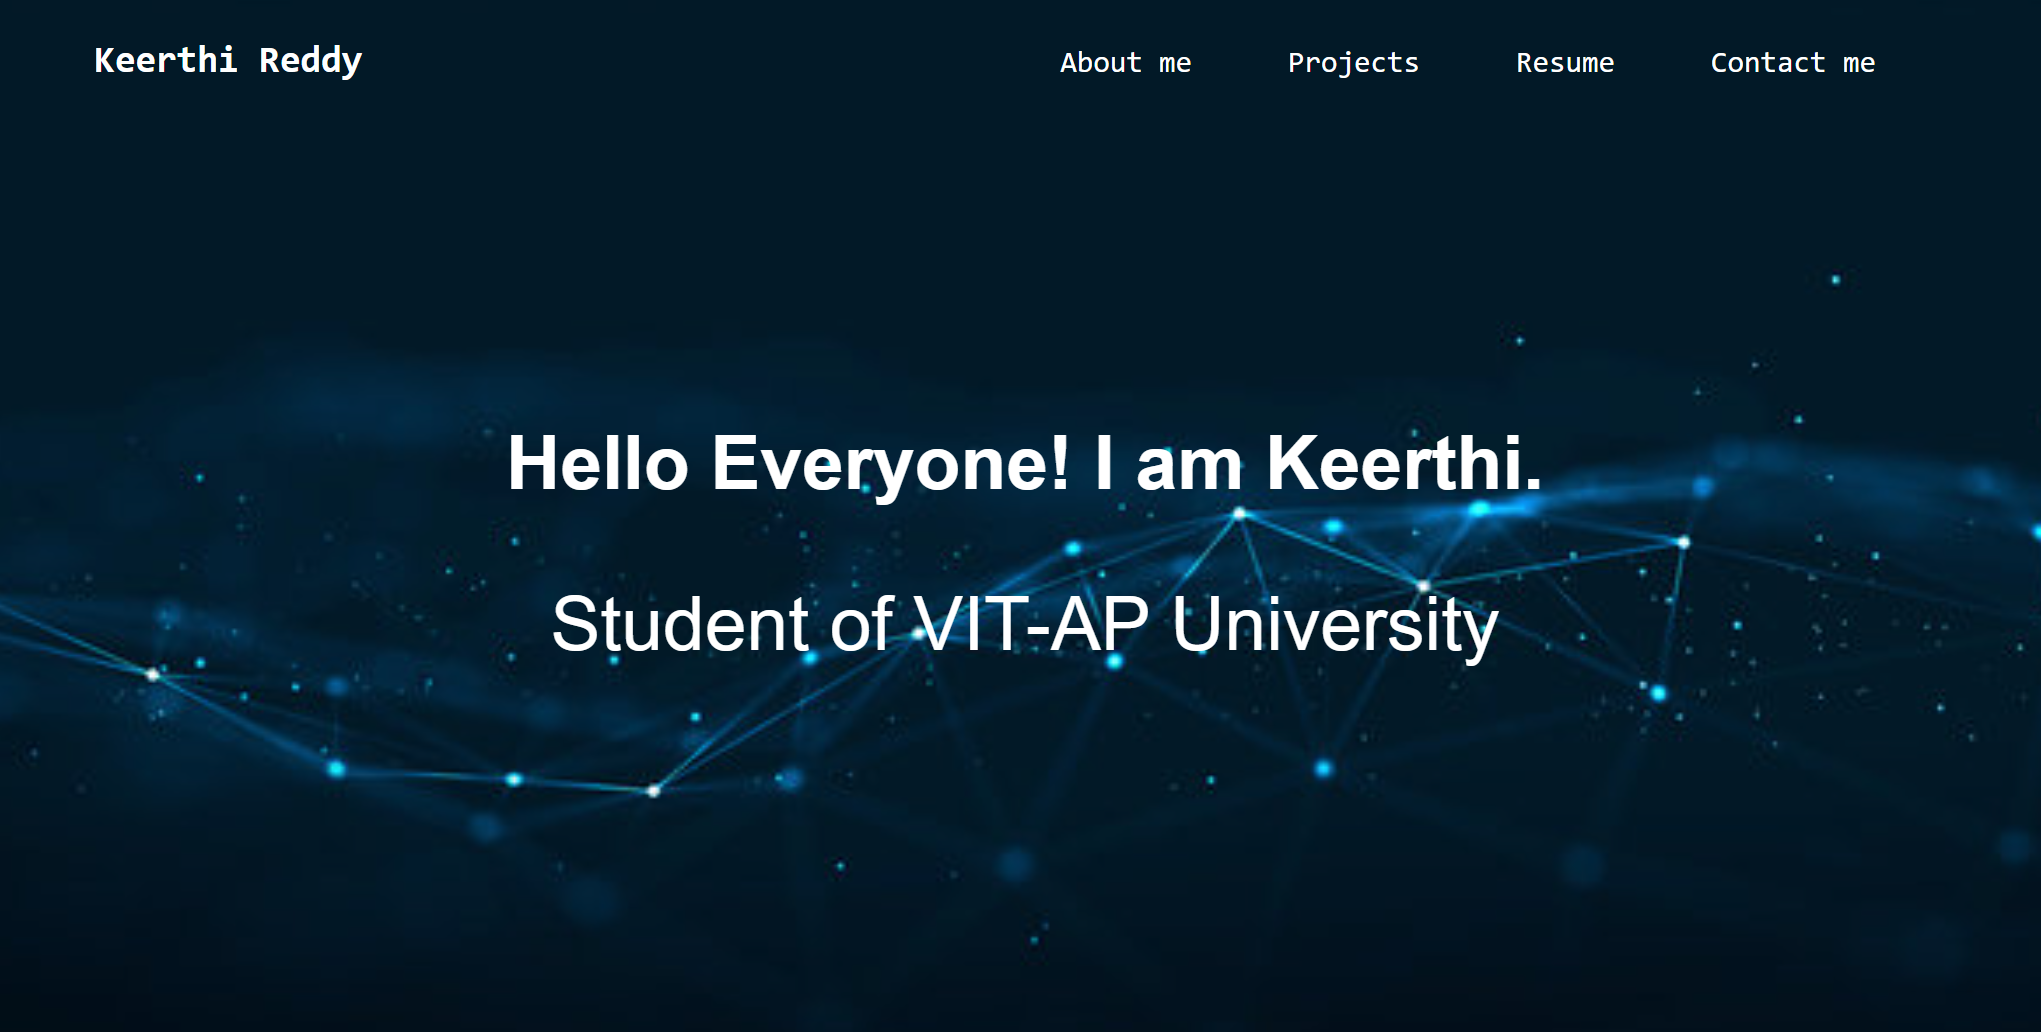 Keerthi Reddy
About me Projects Resume Contact me
Hello Everyone! I am Keerthi.
Student of VIT-AP University